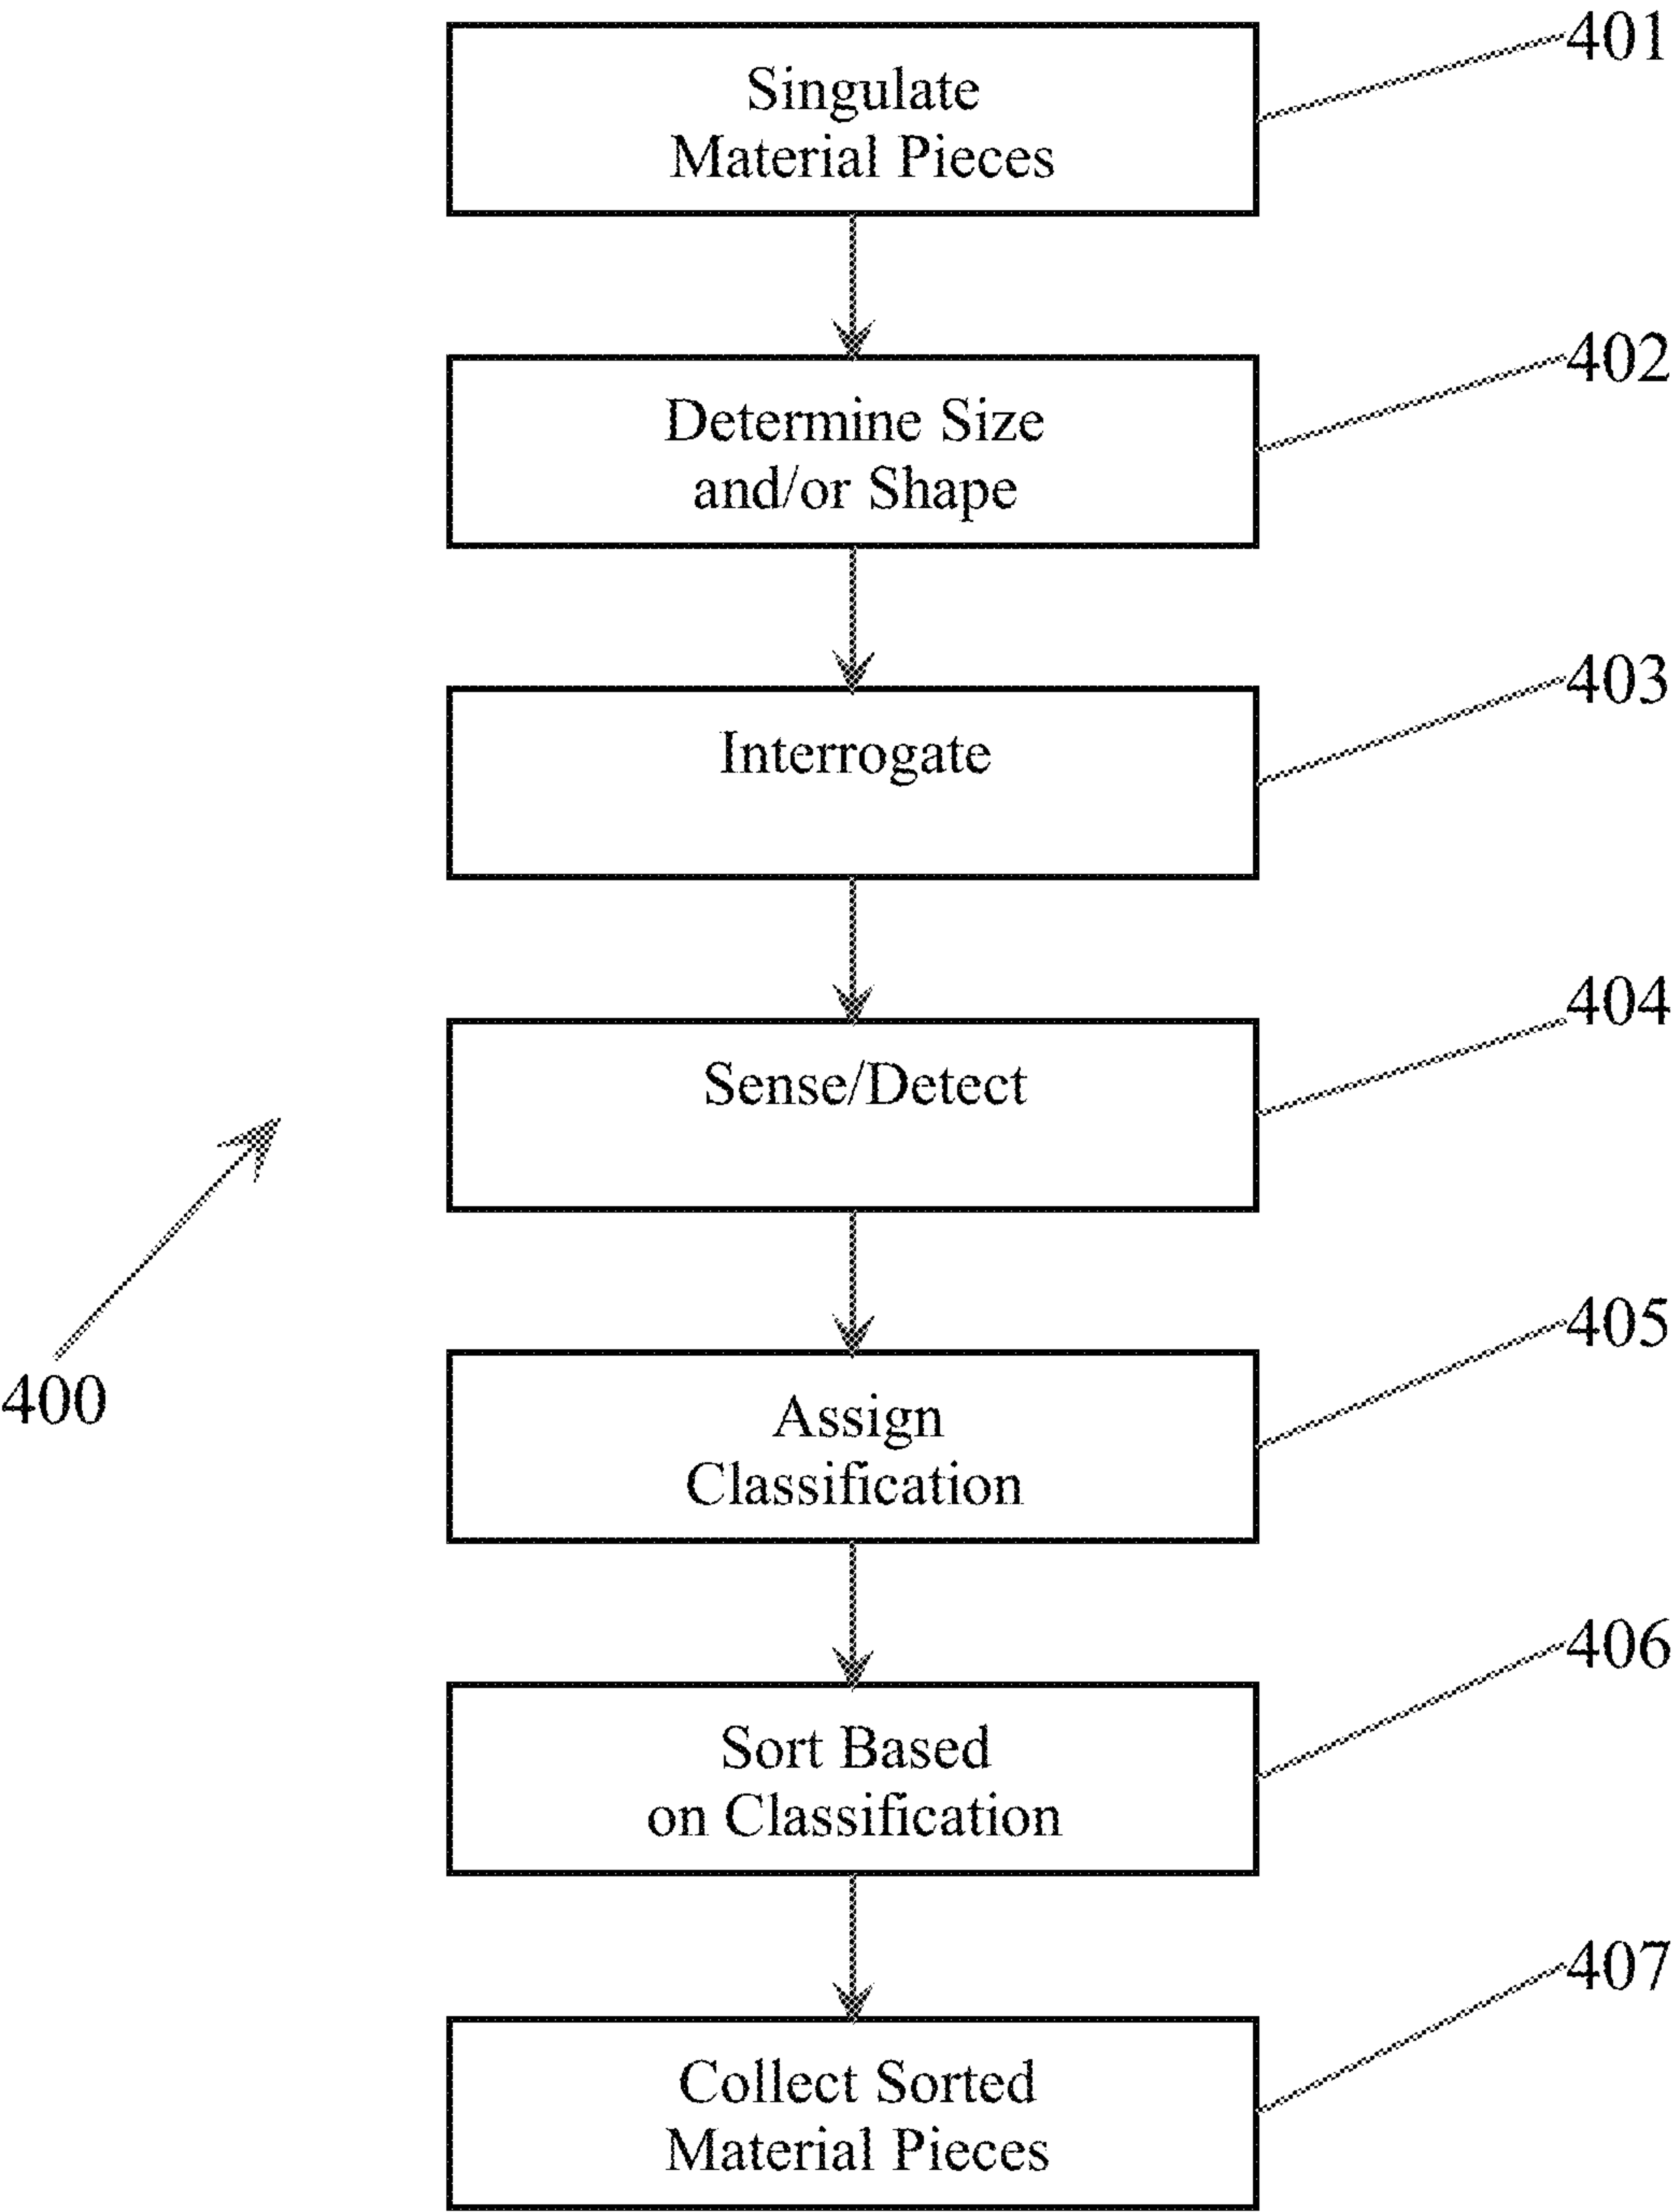 401
Singulate
Material Pieces
402
Determine Size
and/or Shape
403
Interrogate
404
Sense/Detect
405
Assign
Classification
400
406
Sort Based
on Classification
407
Collect Sorted
Material Pieces